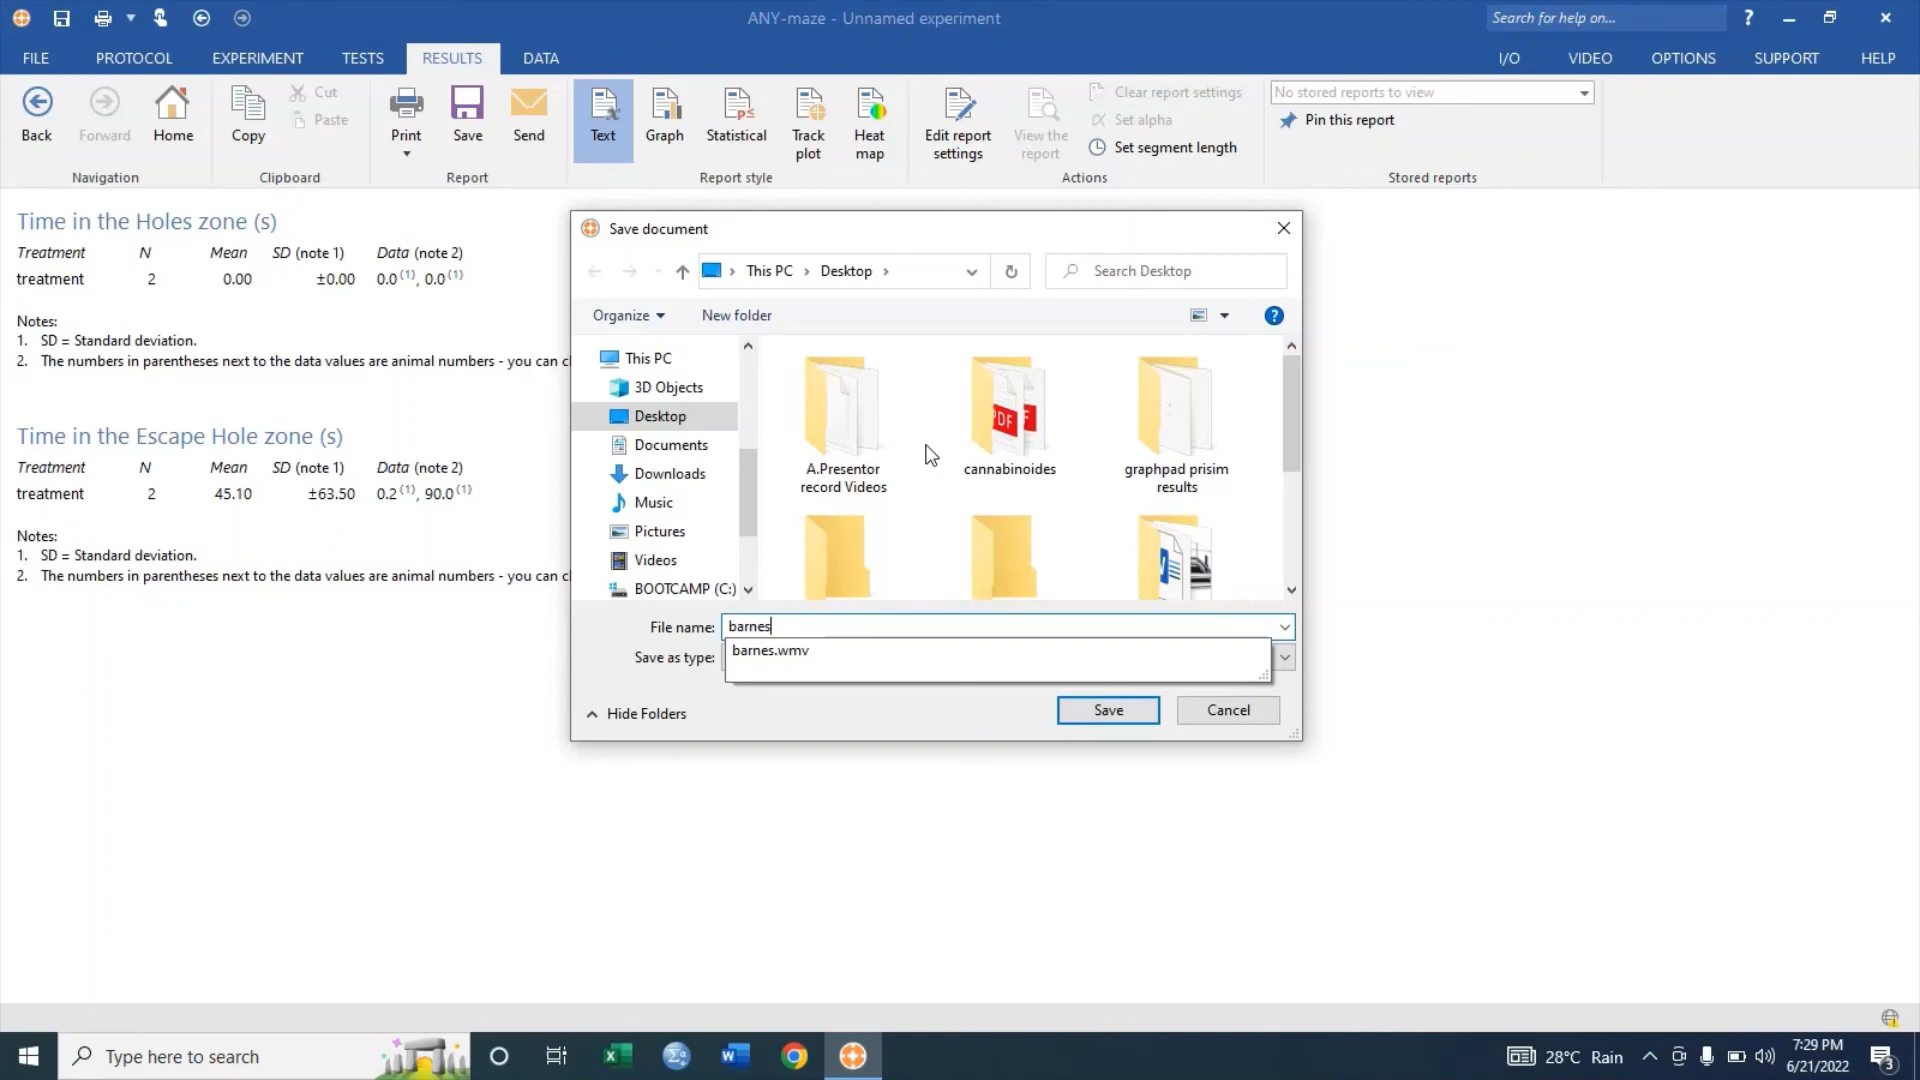 ANY-maze - Unnamed experiment
Search for help on...
?
FILE PROTOCOL EXPERIMENT TESTS RESULTS DATA I/O VIDEO OPTIONS SUPPORT HELP
Back
Forward
Home
Navigation
Copy
Cut
Paste
Clipboard
Print
Save
Send
Report
Text
Graph
Statistical
Track plot
Heat map
Report style
Edit report settings
View the report
Clear report settings
Set alpha
Set segment length
Actions
No stored reports to view
Pin this report
Stored reports
Time in the Holes zone (s)
Treatment N Mean SD (note 1) Data (note 2)
treatment 2 0.00 ±0.00 0.0 (1), 0.0 (1)
Notes:
1. SD = Standard deviation.
2. The numbers in parentheses next to the data values are animal numbers - you can cl
Time in the Escape Hole zone (s)
Treatment N Mean SD (note 1) Data (note 2)
treatment 2 45.10 ±63.50 0.2 (1), 90.0 (1)
Notes:
1. SD = Standard deviation.
2. The numbers in parentheses next to the data values are animal numbers - you can cl
Save document
This PC > Desktop >
Search Desktop
Organize
New folder
?
This PC
3D Objects
Desktop
Documents
Downloads
Music
Pictures
Videos
BOOTCAMP (C:)
A.Presentor record Videos
PDF
cannabinoides
graphpad prisim results
File name: barnes
barnes.wmv
Save as type:
Hide Folders
Save
Cancel
Type here to search
28°C Rain
7:29 PM
6/21/2022
3